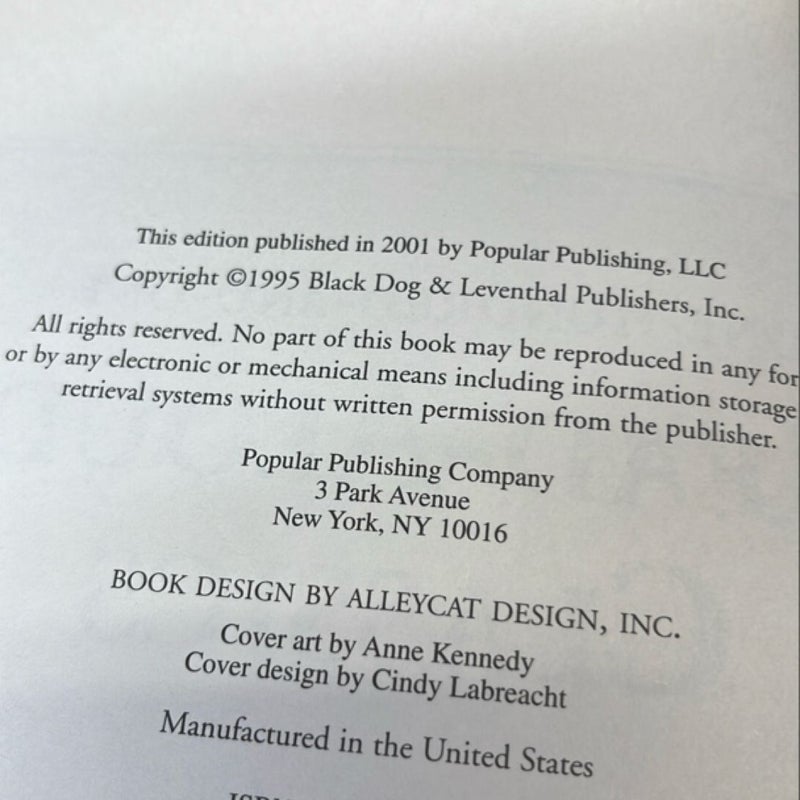 This edition published in 2001 by Popular Publishing, LLC
Copyright ©1995 Black Dog & Leventhal Publishers, Inc.
All rights reserved. No part of this book may be reproduced in any for
or by any electronic or mechanical means including information storage
retrieval systems without written permission from the publisher.
Popular Publishing Company
3 Park Avenue
New York, NY 10016
BOOK DESIGN BY ALLEYCAT DESIGN, INC.
Cover art by Anne Kennedy
Cover design by Cindy Labreacht
Manufactured in the United States